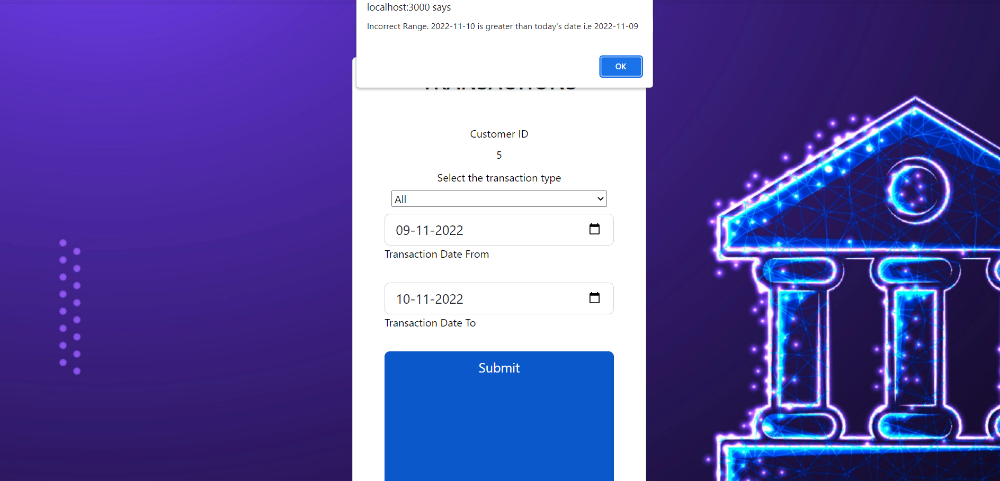 localhost:3000 says
Incorrect Range. 2022-11-10 is greater than today's date i.e 2022-11-09
OK
TRANSACTIONS
Customer ID
5
Select the transaction type
All
09-11-2022
Transaction Date From
10-11-2022
Transaction Date To
Submit